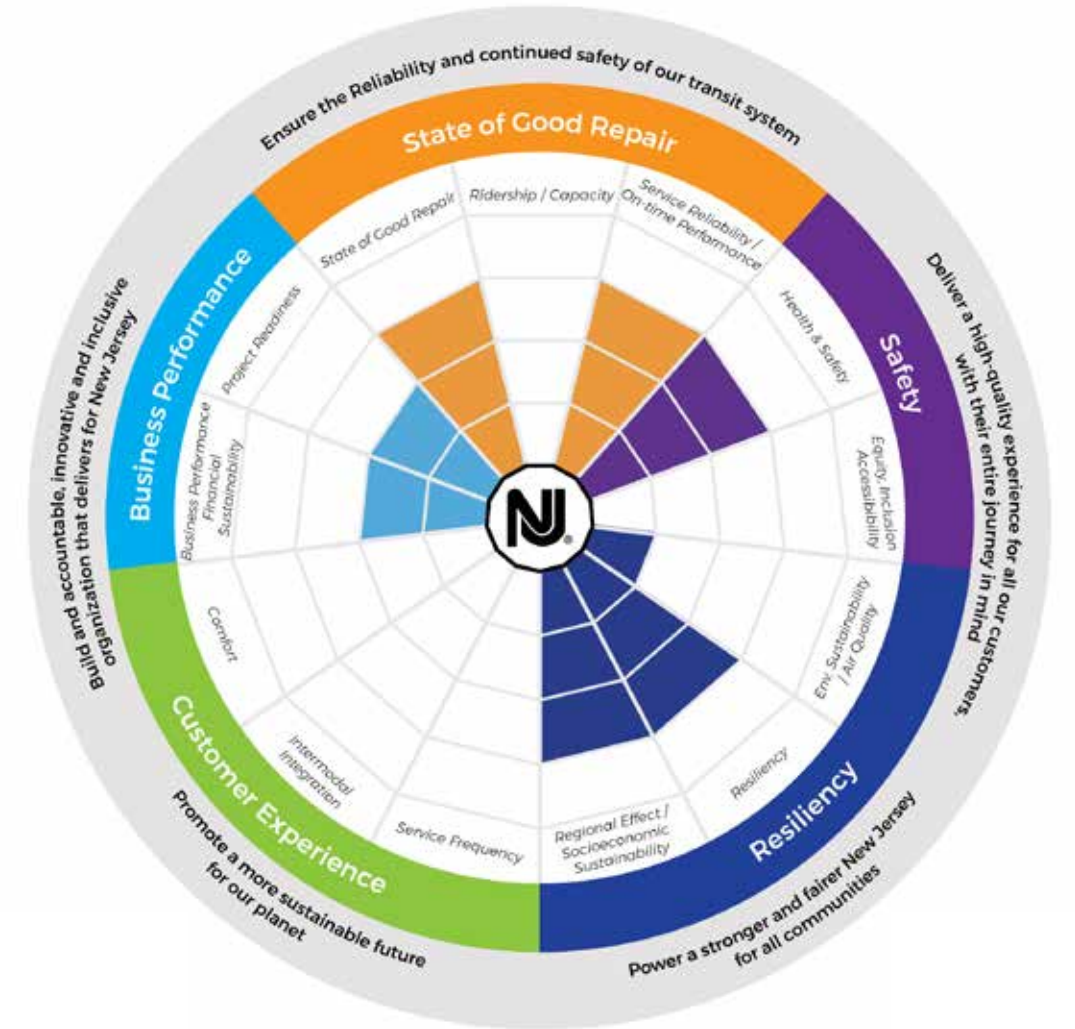 Ensure the Reliability and continued safety of our transit system
State of Good Repair
State of Good Repair
Ridership / Capacity
Service Reliability /
On-time Performance
Deliver a high-quality experience for all our customers,
with their entire journey in mind
Safety
Health & Safety
Equity, Inclusion
Accessibibility
Resiliency
Env. Sustainability
/ Air Quality
Resiliency
Regional Effect /
Socioeconomic
Sustainability
Power a stronger and fairer New Jersey
for all communities
Customer Experience
Service Frequency
Intermodal
Integration
Comfort
Promote a more sustainable future
for our planet
Business Performance
Business Performance
Financial
Sustainability
Project Readiness
Build and accountable, innovative and inclusive
organization that delivers for New Jersey
NJ®